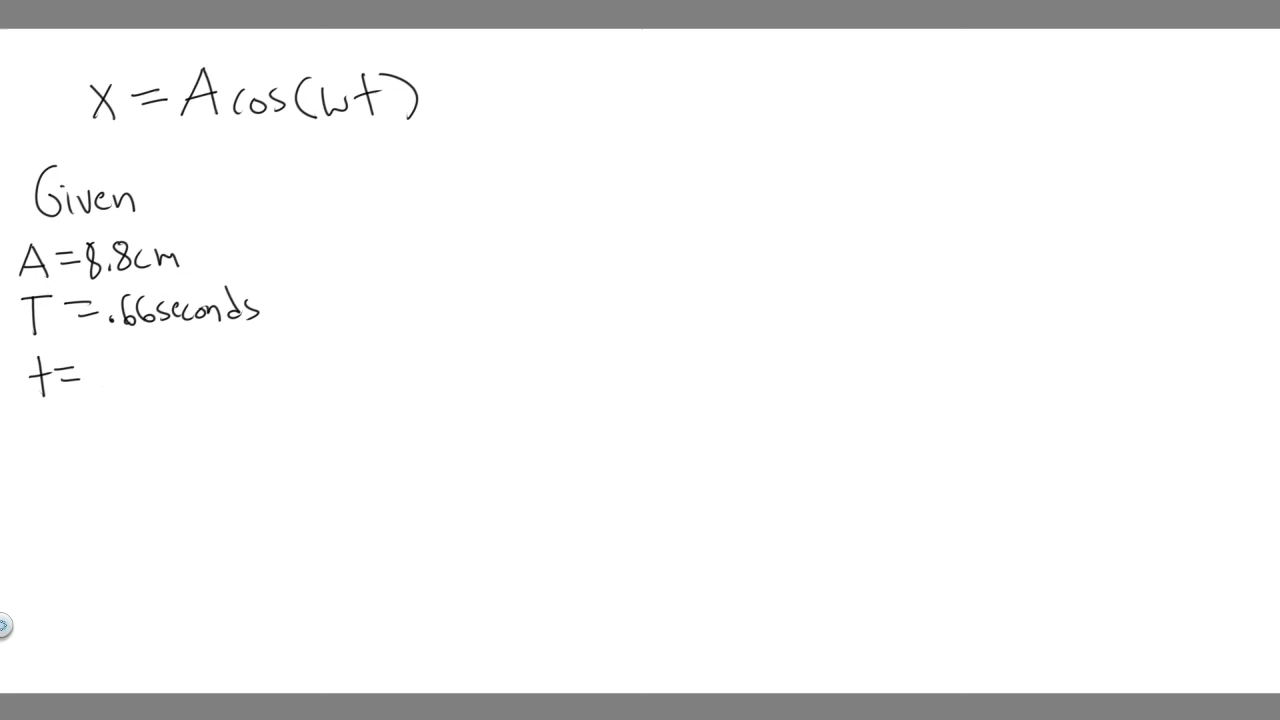 x = A cos(wt)
Given
A = 8.8cm
T = .66seconds
t =